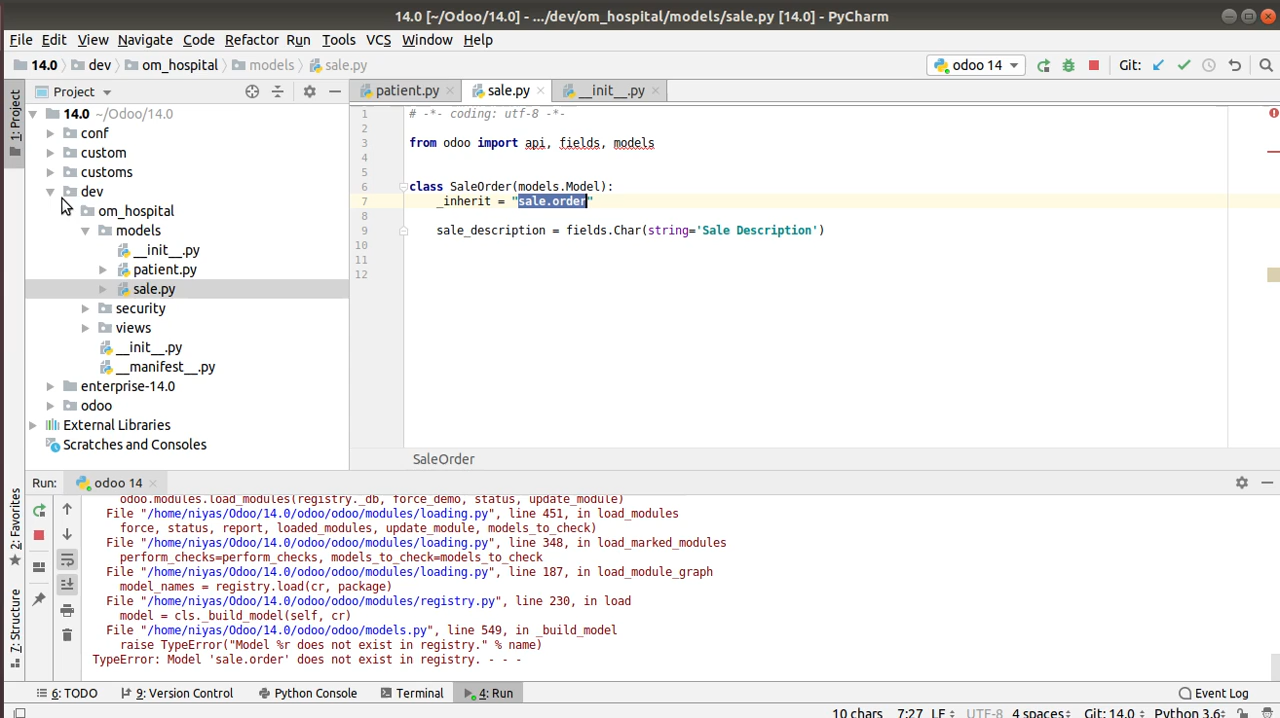 14.0 [~/Odoo/14.0] - .../dev/om_hospital/models/sale.py [14.0] - PyCharm
File Edit View Navigate Code Refactor Run Tools VCS Window Help
14.0 dev om_hospital models sale.py odoo 14 Git:
1: Project
Project
patient.py sale.py __init__.py
14.0 ~/Odoo/14.0
conf
custom
customs
dev
om_hospital
models
__init__.py
patient.py
sale.py
security
views
__init__.py
__manifest__.py
enterprise-14.0
odoo
External Libraries
Scratches and Consoles
1 # -*- coding: utf-8 -*-
2
3 from odoo import api, fields, models
4
5
6 class SaleOrder(models.Model):
7 _inherit = "sale.order"
8
9 sale_description = fields.Char(string='Sale Description')
10
11
12
SaleOrder
Run: odoo 14
2: Favorites
7: Structure
odoo.modules.load_modules(registry._db, force_demo, status, update_module)
File "/home/niyas/Odoo/14.0/odoo/odoo/modules/loading.py", line 451, in load_modules
force, status, report, loaded_modules, update_module, models_to_check)
File "/home/niyas/Odoo/14.0/odoo/odoo/modules/loading.py", line 348, in load_marked_modules
perform_checks=perform_checks, models_to_check=models_to_check
File "/home/niyas/Odoo/14.0/odoo/odoo/modules/loading.py", line 187, in load_module_graph
model_names = registry.load(cr, package)
File "/home/niyas/Odoo/14.0/odoo/odoo/modules/registry.py", line 230, in load
model = cls._build_model(self, cr)
File "/home/niyas/Odoo/14.0/odoo/odoo/models.py", line 549, in _build_model
raise TypeError("Model %r does not exist in registry." % name)
TypeError: Model 'sale.order' does not exist in registry. - - -
6: TODO 9: Version Control Python Console Terminal 4: Run Event Log
10 chars 7:27 LF UTF-8 4 spaces Git: 14.0 Python 3.6